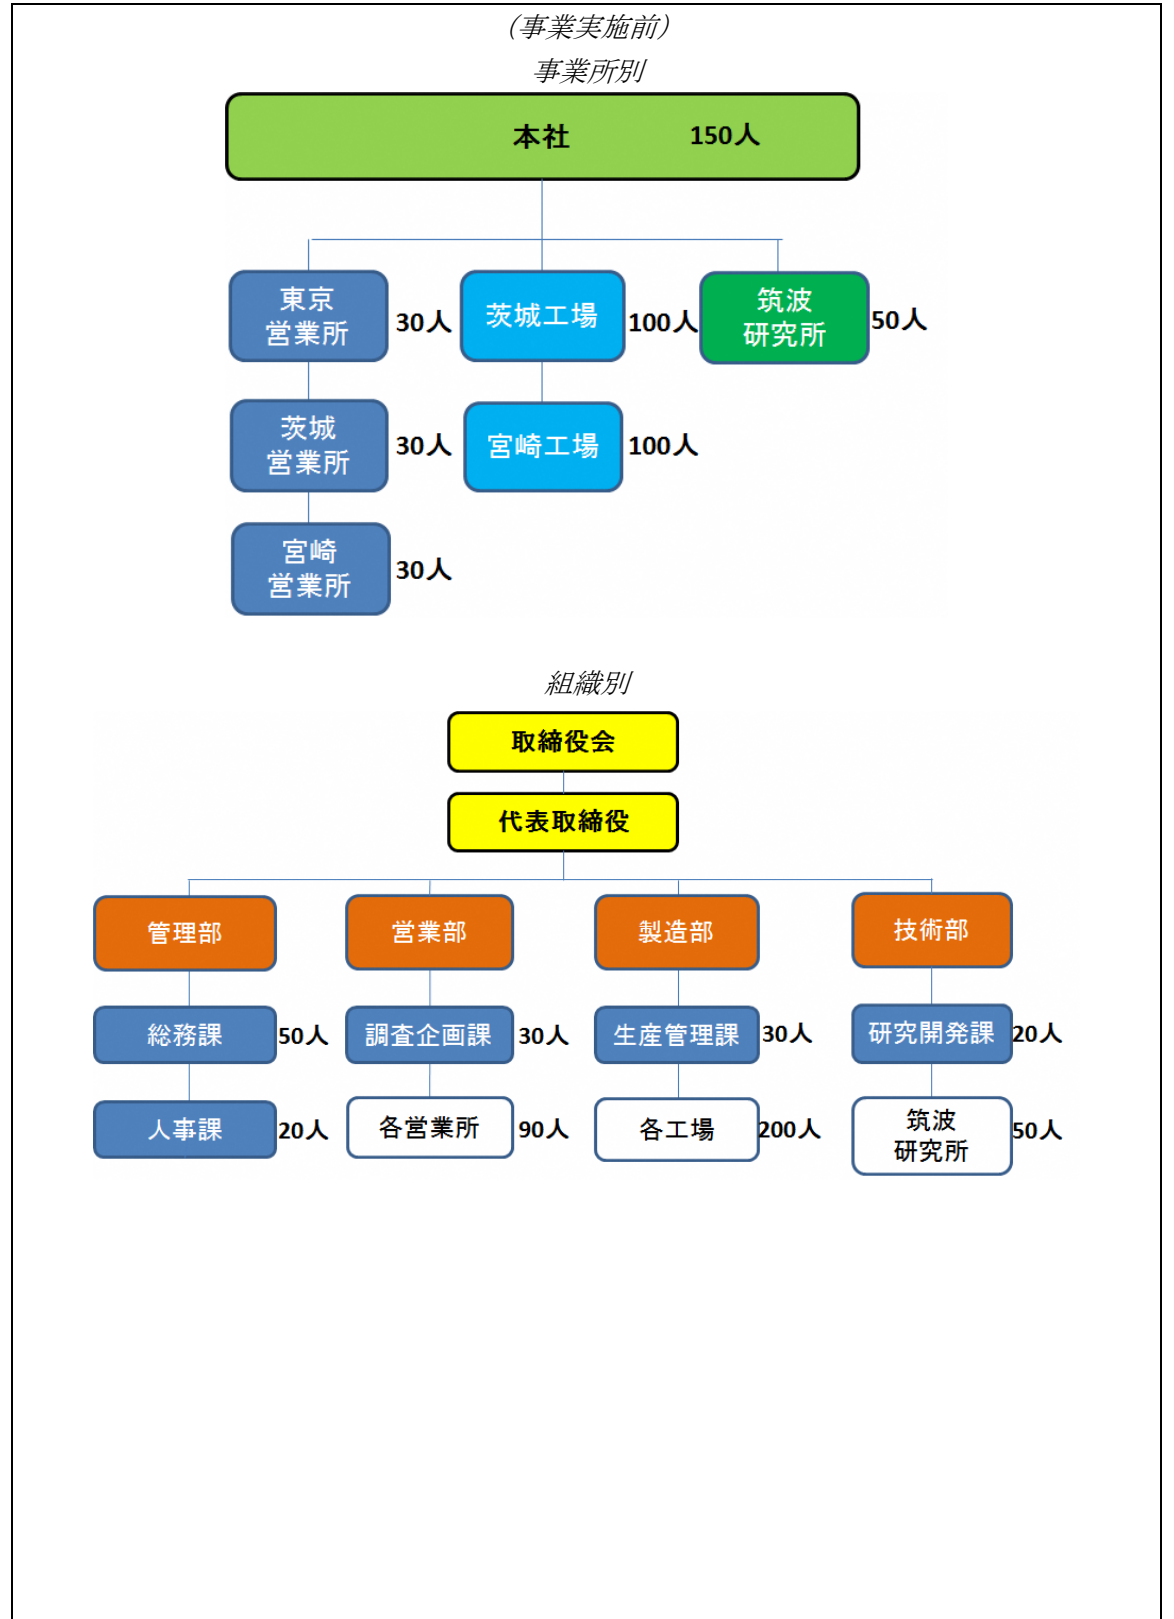 （事業実施前）
事業所別
本社 150人
東京
営業所
30人
茨城工場
100人
筑波
研究所
50人
茨城
営業所
30人
宮崎工場
100人
宮崎
営業所
30人
組織別
取締役会
代表取締役
管理部
営業部
製造部
技術部
総務課
50人
調査企画課
30人
生産管理課
30人
研究開発課
20人
人事課
20人
各営業所
90人
各工場
200人
筑波
研究所
50人